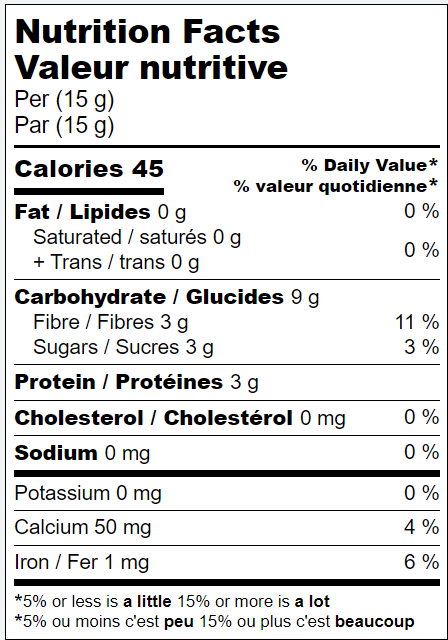 Nutrition Facts
Valeur nutritive
Per (15 g)
Par (15 g)
Calories 45
% Daily Value*
% valeur quotidienne*
Fat / Lipides 0 g 0 %
Saturated / saturés 0 g
+ Trans / trans 0 g
0 %
Carbohydrate / Glucides 9 g
Fibre / Fibres 3 g 11 %
Sugars / Sucres 3 g 3 %
Protein / Protéines 3 g
Cholesterol / Cholestérol 0 mg 0 %
Sodium 0 mg 0 %
Potassium 0 mg 0 %
Calcium 50 mg 4 %
Iron / Fer 1 mg 6 %
*5% or less is a little 15% or more is a lot
*5% ou moins c'est peu 15% ou plus c'est beaucoup